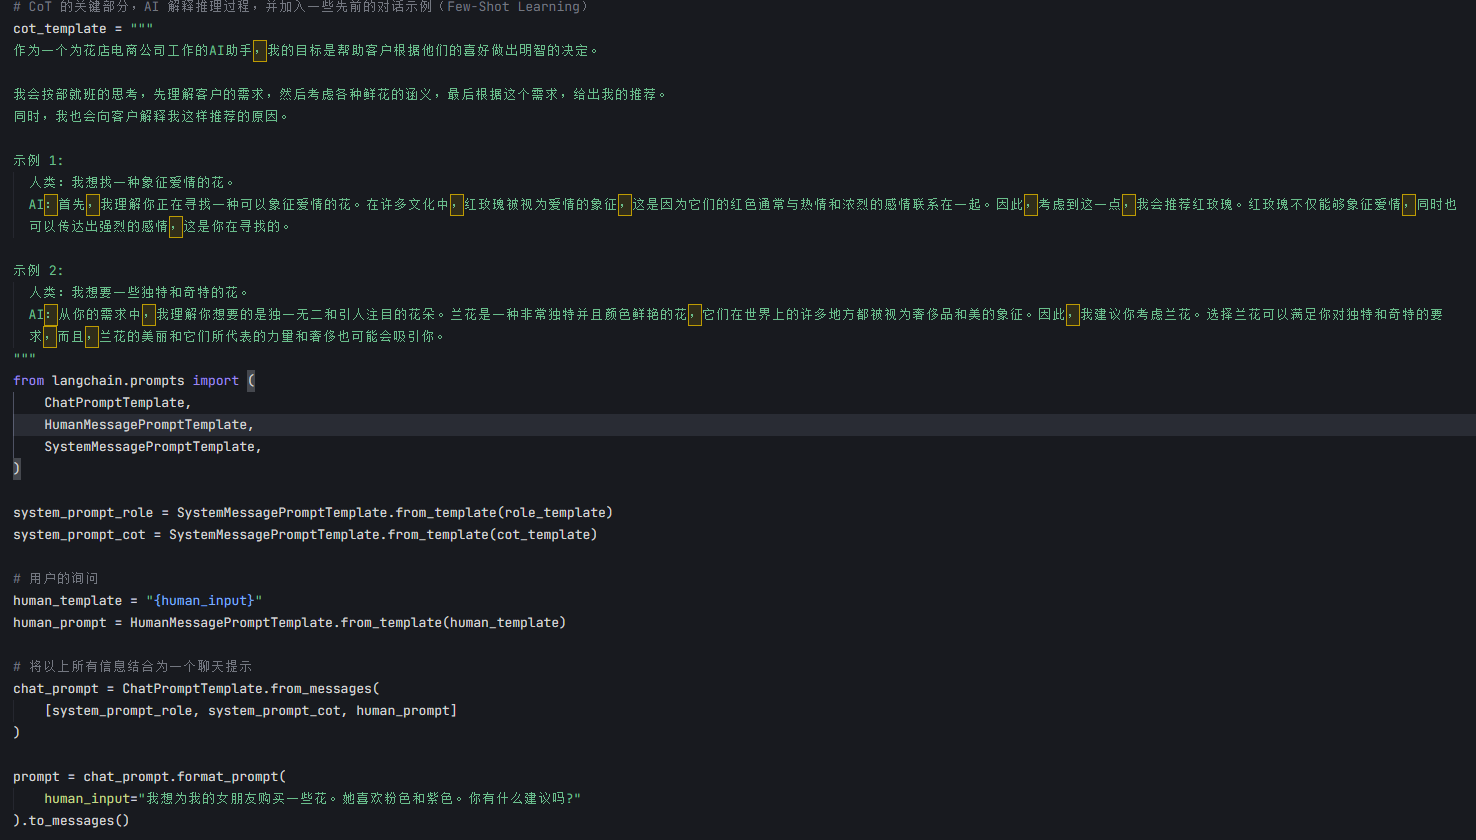 # CoT 的关键部分，AI 解释推理过程，并加入一些先前的对话示例（Few-Shot Learning）
cot_template = """
作为一个为花店电商公司工作的AI助手，我的目标是帮助客户根据他们的喜好做出明智的决定。
我会按部就班的思考，先理解客户的需求，然后考虑各种鲜花的涵义，最后根据这个需求，给出我的推荐。
同时，我也会向客户解释我这样推荐的原因。
示例 1:
人类：我想找一种象征爱情的花。
AI：首先，我理解你正在寻找一种可以象征爱情的花。在许多文化中，红玫瑰被视为爱情的象征，这是因为它们的红色通常与热情和浓烈的感情联系在一起。因此，考虑到这一点，我会推荐红玫瑰。红玫瑰不仅能够象征爱情，同时也
可以传达出强烈的感情，这是你在寻找的。
示例 2:
人类：我想要一些独特和奇特的花。
AI：从你的需求中，我理解你想要的是独一无二和引人注目的花朵。兰花是一种非常独特并且颜色鲜艳的花，它们在世界上的许多地方都被视为奢侈品和美的象征。因此，我建议你考虑兰花。选择兰花可以满足你对独特和奇特的要
求，而且，兰花的美丽和它们所代表的力量和奢侈也可能会吸引你。
"""
from langchain.prompts import (
ChatPromptTemplate,
HumanMessagePromptTemplate,
SystemMessagePromptTemplate,
)
system_prompt_role = SystemMessagePromptTemplate.from_template(role_template)
system_prompt_cot = SystemMessagePromptTemplate.from_template(cot_template)
# 用户的询问
human_template = "{human_input}"
human_prompt = HumanMessagePromptTemplate.from_template(human_template)
# 将以上所有信息结合为一个聊天提示
chat_prompt = ChatPromptTemplate.from_messages(
[system_prompt_role, system_prompt_cot, human_prompt]
)
prompt = chat_prompt.format_prompt(
human_input="我想为我的女朋友购买一些花。她喜欢粉色和紫色。你有什么建议吗?"
).to_messages()